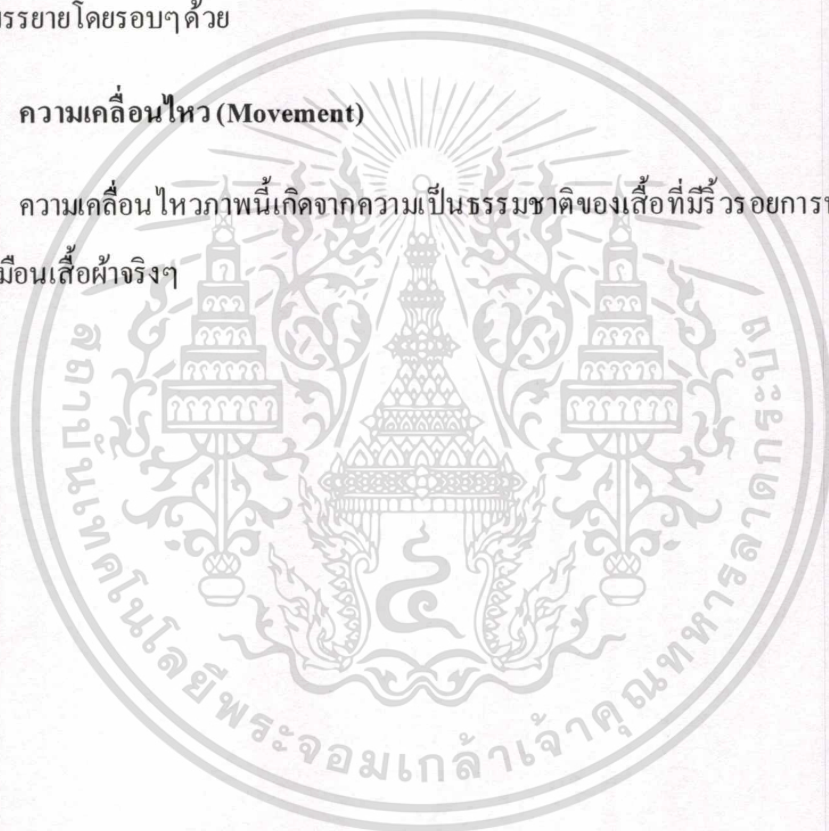 รรยายโดยรอบๆ ด้วย
ความเคลื่อนไหว (Movement)
ความเคลื่อนไหวภาพนี้เกิดจากความเป็นธรรมชาติของเสื้อที่มีริ้วรอยการ
มือนเสื้อผ้าจริงๆ
สถาบันเทคโนโลยีพระจอมเกล้าเจ้าคุณทหารลาดกระบัง